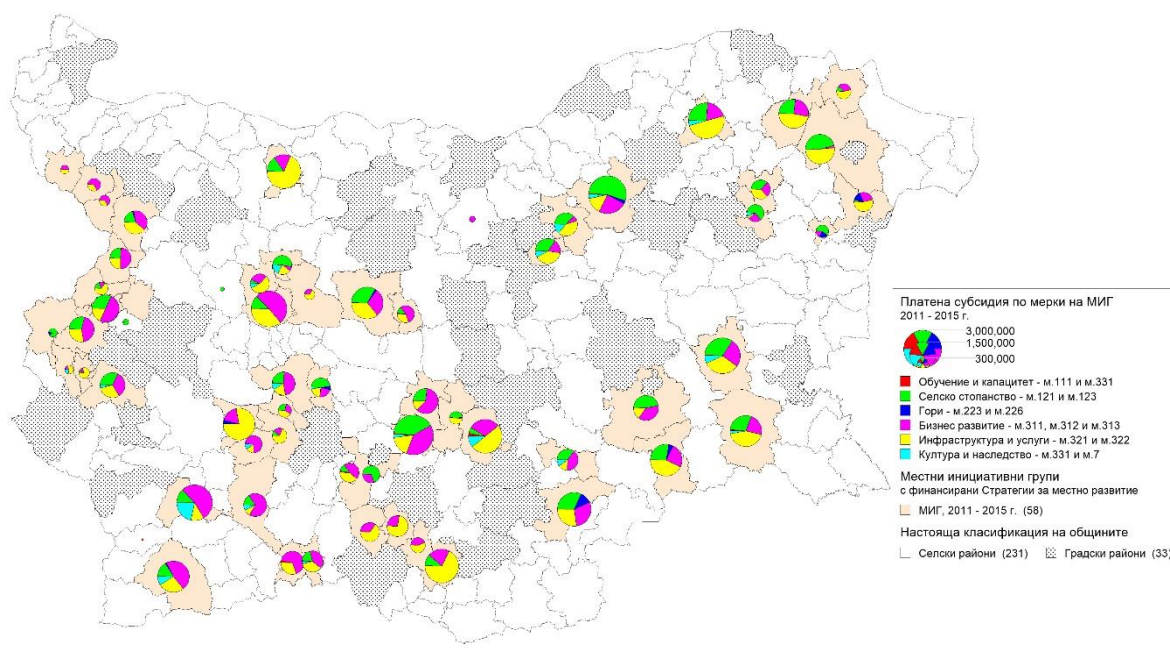 Платена субсидия по мерки на МИГ
2011 - 2015 г.
3,000,000
1,500,000
300,000
Обучение и капацитет - м.111 и м.331
Селско стопанство - м.121 и м.123
Гори - м.223 и м.226
Бизнес развитие - м.311, м.312 и м.313
Инфраструктура и услуги - м.321 и м.322
Култура и наследство - м.331 и м.7
Местни инициативни групи
с финансирани Стратегии за местно развитие
МИГ, 2011 - 2015 г. (58)
Настояща класификация на общините
Селски райони (231)
Градски райони (33)